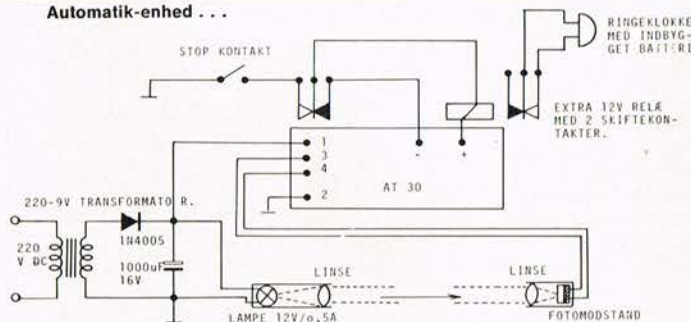 Automatik-enhed . . .
STOP KONTAKT
RINGEKLOKKE
MED INDBYG-
GET BATTERI
EXTRA 12V RELÆ
MED 2 SKIFTEKON-
TAKTER.
1
3
4
2
-
+
AT 30
220-9V TRANSFORMATOR.
1N4005
220
V DC
1000uF
16V
LINSE
LINSE
LAMPE 12V/o,5A
FOTOMODSTAND